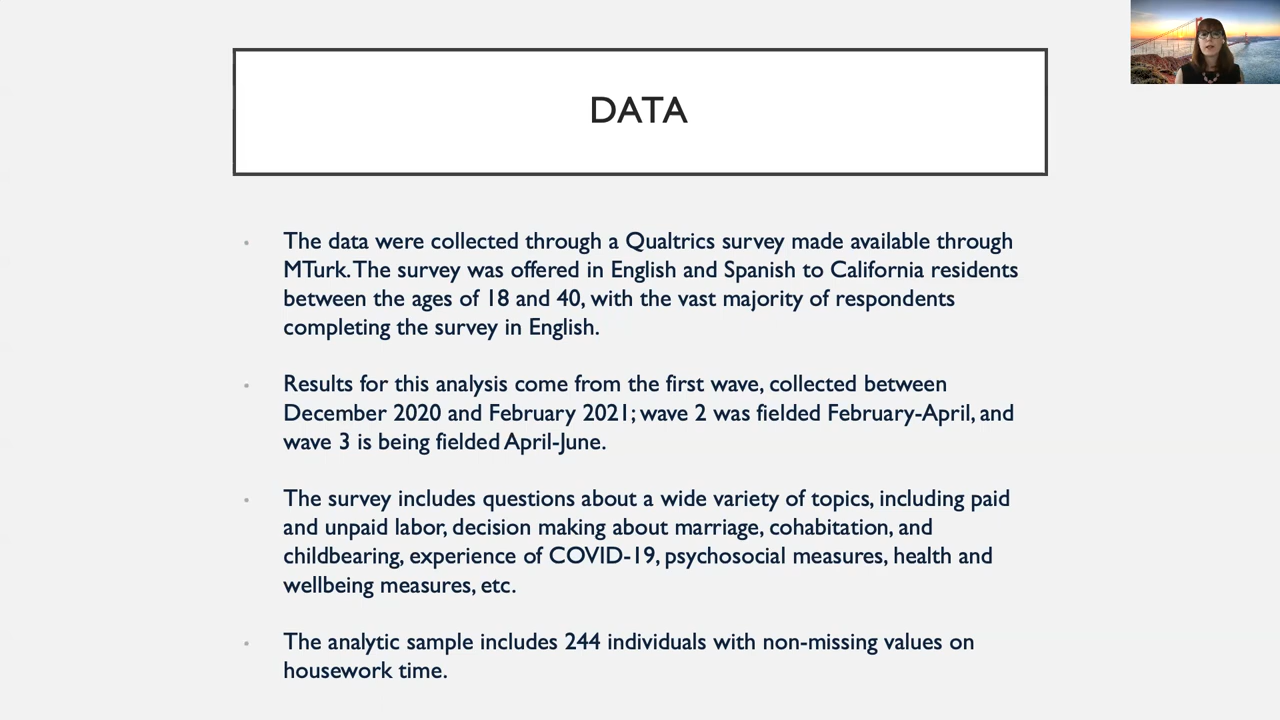 DATA
The data were collected through a Qualtrics survey made available through
MTurk. The survey was offered in English and Spanish to California residents
between the ages of 18 and 40, with the vast majority of respondents
completing the survey in English.
Results for this analysis come from the first wave, collected between
December 2020 and February 2021; wave 2 was fielded February-April, and
wave 3 is being fielded April-June.
The survey includes questions about a wide variety of topics, including paid
and unpaid labor, decision making about marriage, cohabitation, and
childbearing, experience of COVID-19, psychosocial measures, health and
wellbeing measures, etc.
The analytic sample includes 244 individuals with non-missing values on
housework time.